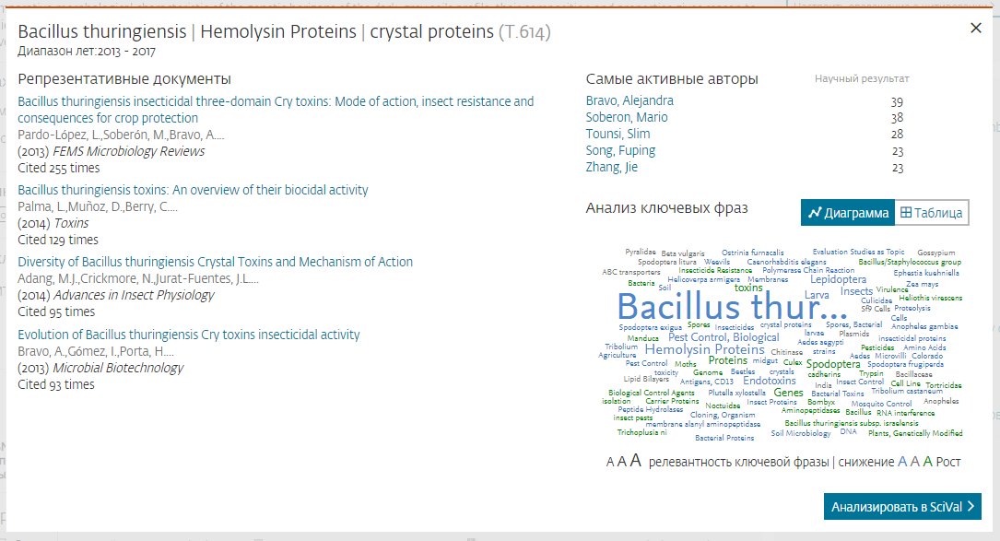 Bacillus thuringiensis | Hemolysin Proteins | crystal proteins (T.614)
Диапазон лет:2013 - 2017
Репрезентативные документы
Bacillus thuringiensis insecticidal three-domain Cry toxins: Mode of action, insect resistance and
consequences for crop protection
Pardo-López, L.,Soberón, M.,Bravo, A....
(2013) FEMS Microbiology Reviews
Cited 255 times
Bacillus thuringiensis toxins: An overview of their biocidal activity
Palma, L.,Muñoz, D.,Berry, C....
(2014) Toxins
Cited 129 times
Diversity of Bacillus thuringiensis Crystal Toxins and Mechanism of Action
Adang, M.J.,Crickmore, N.,Jurat-Fuentes, J.L....
(2014) Advances in Insect Physiology
Cited 95 times
Evolution of Bacillus thuringiensis Cry toxins insecticidal activity
Bravo, A.,Gómez, I.,Porta, H....
(2013) Microbial Biotechnology
Cited 93 times
Самые активные авторы Научный результат
Bravo, Alejandra 39
Soberon, Mario 38
Tounsi, Slim 28
Song, Fuping 23
Zhang, Jie 23
Анализ ключевых фраз Диаграмма Таблица
Pyralidae Beta vulgaris Ostrinia furnacalis Evaluation Studies as Topic Gossypium
Spodoptera litura Weevils Caenorhabditis elegans Bacillus/Staphylococcus group
ABC transporters Insecticide Resistance Polymerase Chain Reaction Ephestia kuehniella
Helicoverpa armigera Membranes Lepidoptera
Bacteria Soil toxins Larva Insects Virulence Zea mays
Culicidae Heliothis virescens
Bacillus thur... Sf9 Cells Proteolysis
Cells
Spodoptera exigua Spores Insecticides crystal proteins Spores, Bacterial Anopheles gambiae
Manduca Pest Control, Biological larvae Plasmids insecticidal proteins
Tribolium Hemolysin Proteins Aedes aegypti Pesticides Amino Acids
Agriculture Chitinase strains Aedes Microvilli Colorado
Pest Control Moths Proteins midgut Culex Spodoptera Spodoptera frugiperda
toxicity Genome Beetles crystals cadherins Trypsin Bacillaceae
Lipid Bilayers Antigens, CD13 Endotoxins India Insect Control Cell Line Tortricidae
Biological Control Agents Plutella xylostella Genes Bacterial Toxins Tribolium castaneum
isolation Carrier Proteins Noctuidae Insect Proteins Bombyx Mosquito Control Anopheles
Peptide Hydrolases Cloning, Organism Aminopeptidases Bacillus RNA interference
insect pests membrane alanyl aminopeptidase Bacillus thuringiensis subsp. israelensis
Trichoplusia ni Bacterial Proteins Soil Microbiology DNA Plants, Genetically Modified
A A A релевантность ключевой фразы | снижение A A A Рост
Анализировать в SciVal